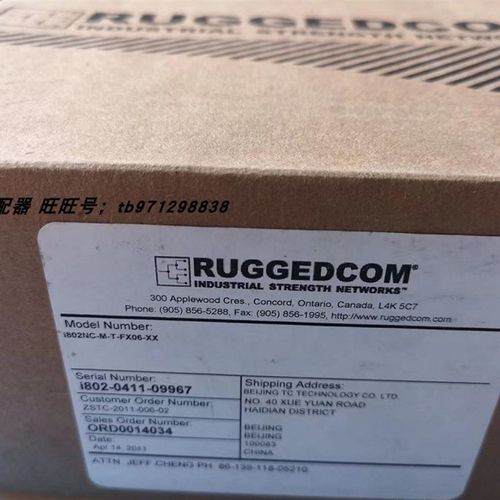 RUGGEDCOM
INDUSTRIAL STRENGTH NETWORKS
配器 旺旺号；tb971298838
RUGGEDCOM®
INDUSTRIAL STRENGTH NETWORKS™
300 Applewood Cres., Concord, Ontario, Canada, L4K 5C7
Phone: (905) 856-5288, Fax: (905) 856-1995, http://www.ruggedcom.com
Model Number:
i802NC-M-T-FX06-XX
Serial Number:
i802-0411-09967
Customer Order Number:
ZSTC-2011-006-02
Sales Order Number:
ORD0014034
Date:
Apr 14, 2011
Shipping Address:
BEIJING TC TECHNOLOGY CO. LTD.
NO. 40 XUE YUAN ROAD
HAIDIAN DISTRICT
BEIJING
BEIJING
100083
CHINA
ATTN JEFF CHENG PH 86-139-118-05210